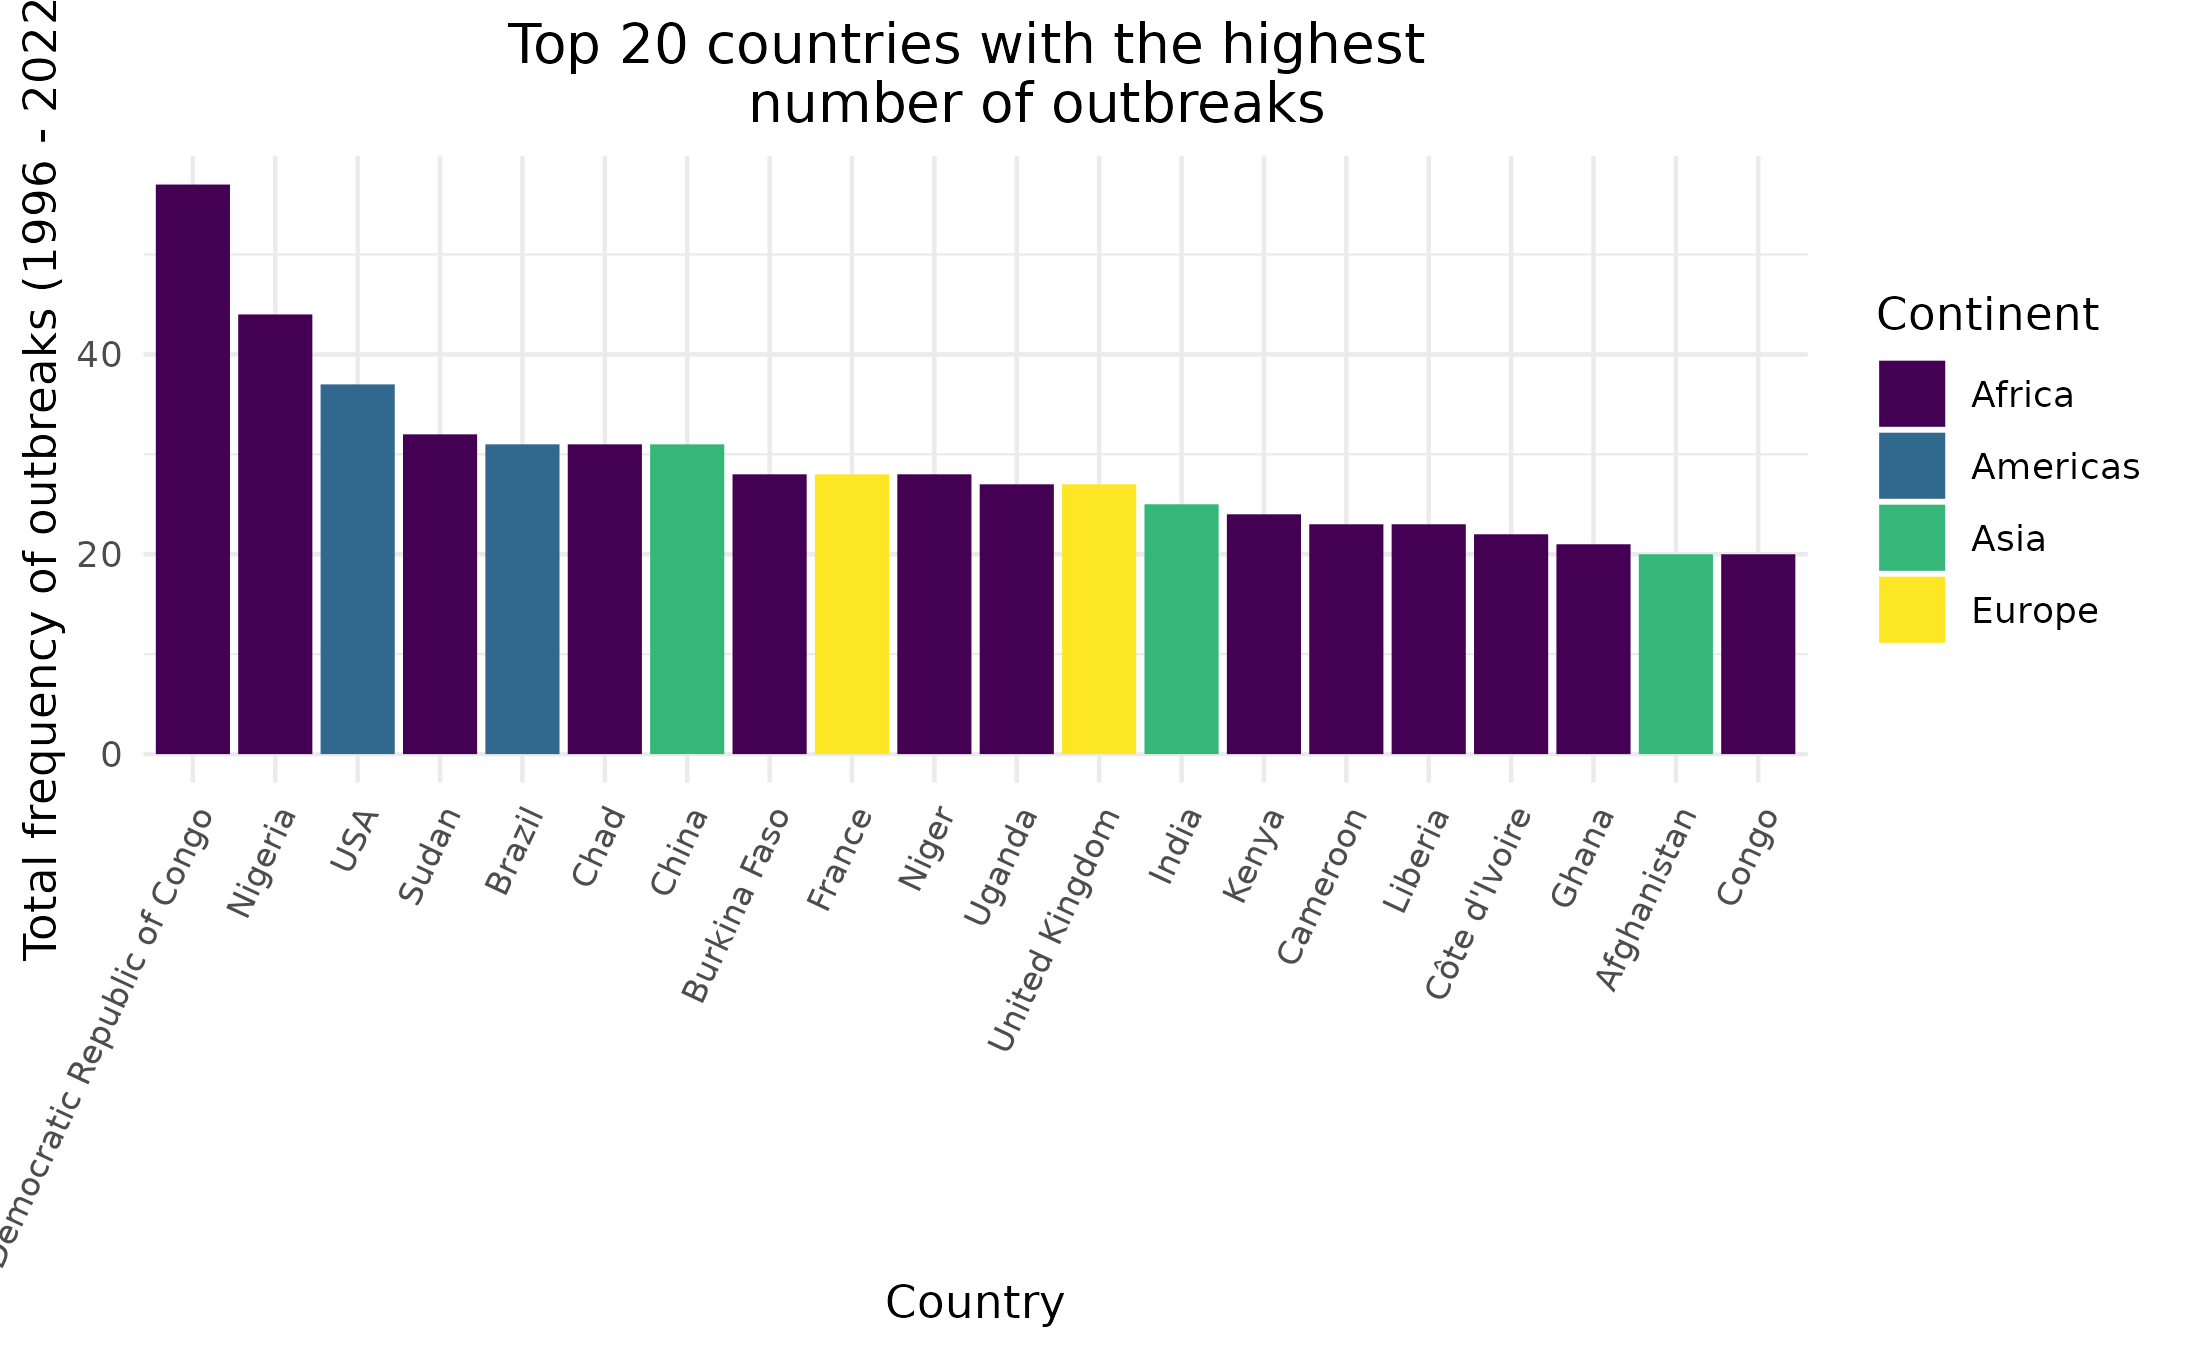 Top 20 countries with the highest
number of outbreaks
Total frequency of outbreaks (1996 - 2022
40
20
0
Democratic Republic of Congo
Nigeria
USA
Sudan
Brazil
Chad
China
Burkina Faso
France
Niger
Uganda
United Kingdom
India
Kenya
Cameroon
Liberia
Côte d'Ivoire
Ghana
Afghanistan
Congo
Country
Continent
Africa
Americas
Asia
Europe